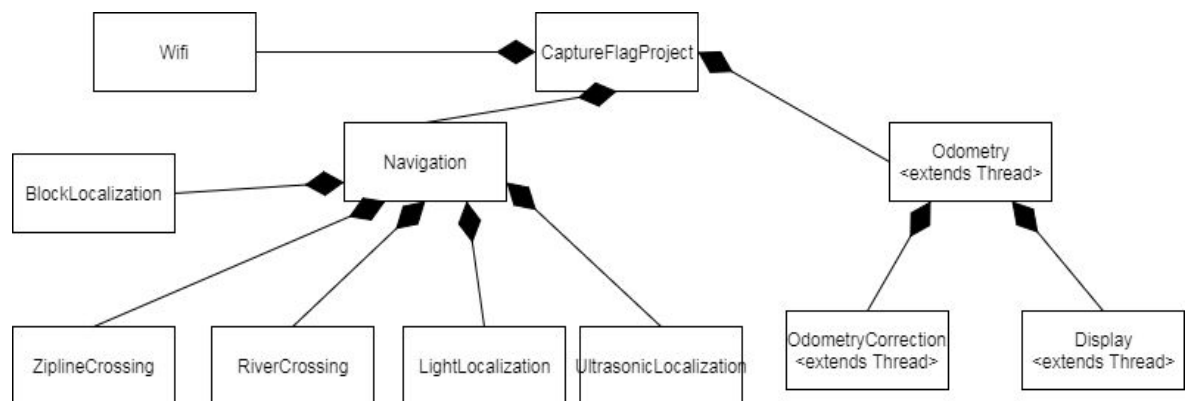 Wifi
CaptureFlagProject
Navigation
Odometry
<extends Thread>
BlockLocalization
ZiplineCrossing
RiverCrossing
LightLocalization
UltrasonicLocalization
OdometryCorrection
<extends Thread>
Display
<extends Thread>